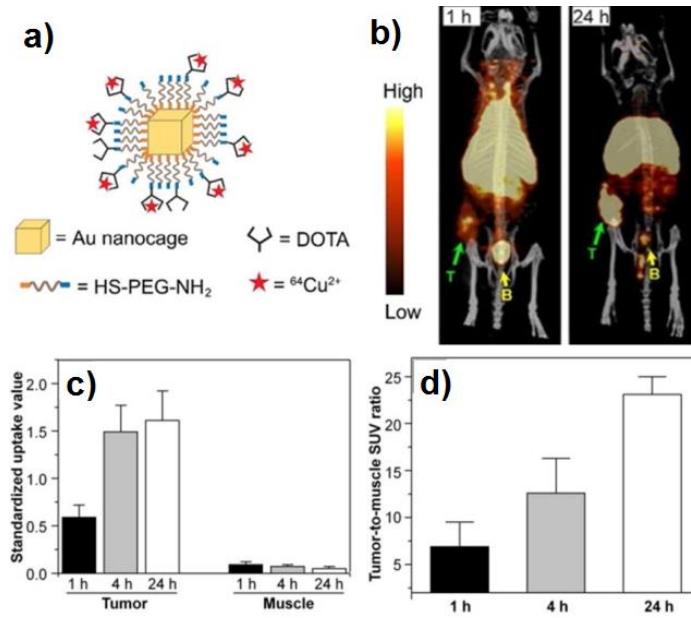 a)
= Au nanocage
= DOTA
= HS-PEG-NH₂
= ⁶⁴Cu²⁺
b)
1 h
24 h
High
Low
T
B
T
B
c)
Standardized uptake value
2.0
1.5
1.0
0.5
0.0
1 h 4 h 24 h 1 h 4 h 24 h
Tumor Muscle
d)
Tumor-to-muscle SUV ratio
25
20
15
10
5
1 h 4 h 24 h